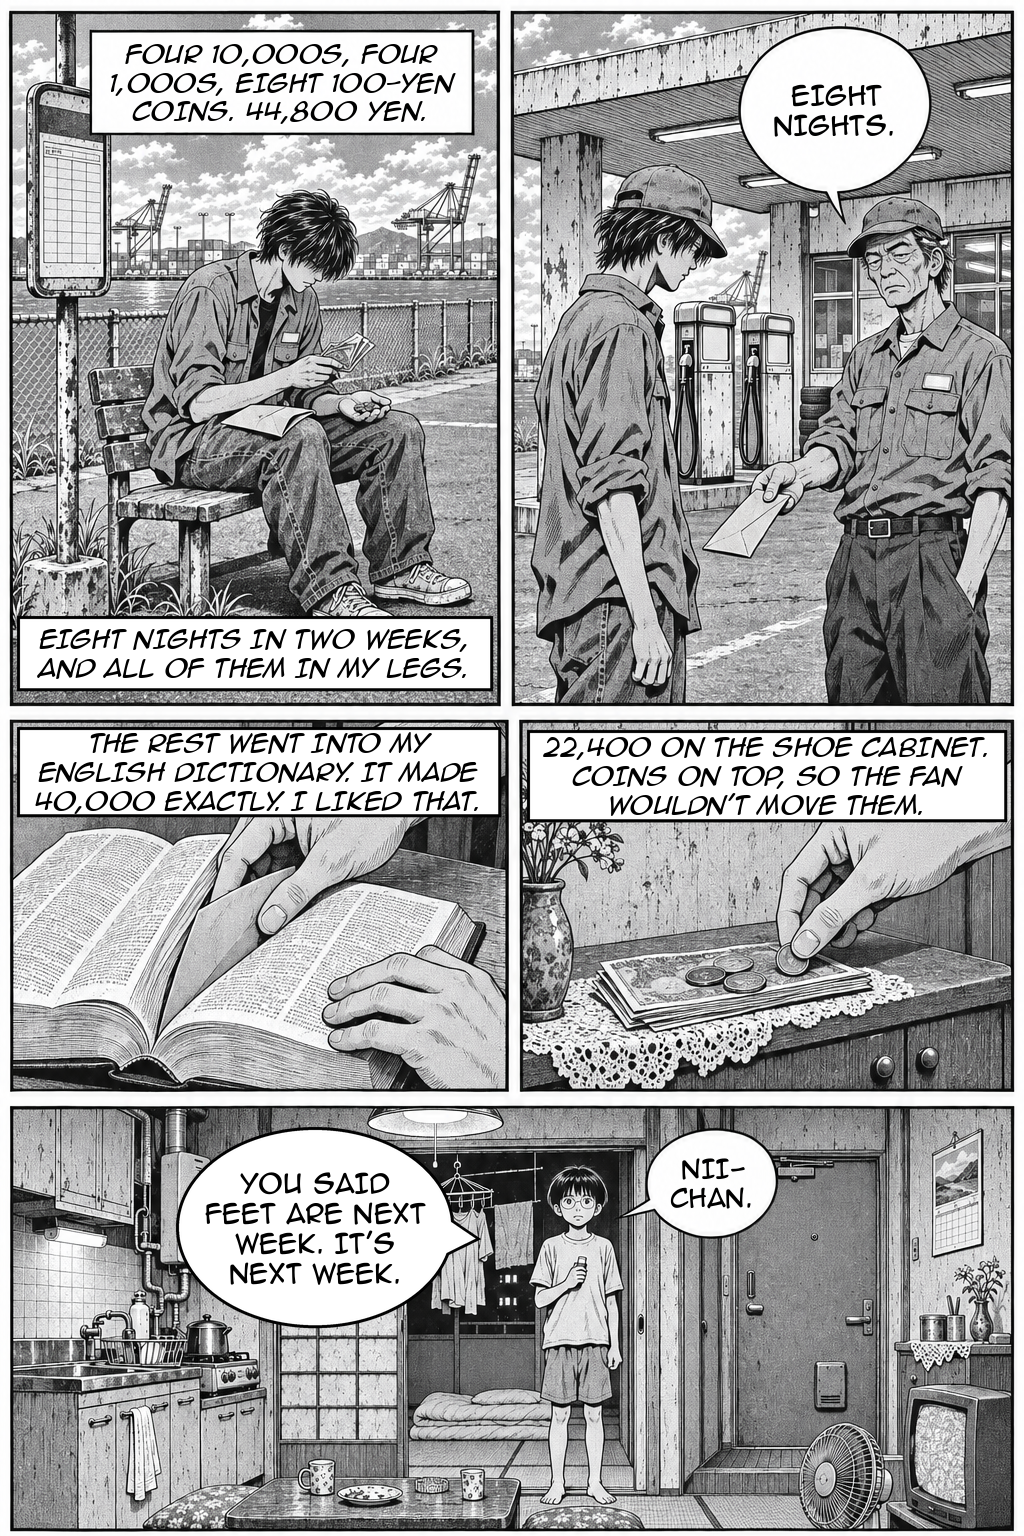 FOUR 10,000S, FOUR
1,000S, EIGHT 100-YEN
COINS. 44,800 YEN.
EIGHT NIGHTS IN TWO WEEKS,
AND ALL OF THEM IN MY LEGS.
EIGHT
NIGHTS.
THE REST WENT INTO MY
ENGLISH DICTIONARY. IT MADE
40,000 EXACTLY. I LIKED THAT.
22,400 ON THE SHOE CABINET.
COINS ON TOP, SO THE FAN
WOULDN'T MOVE THEM.
NII-
CHAN.
YOU SAID
FEET ARE NEXT
WEEK. IT'S
NEXT WEEK.